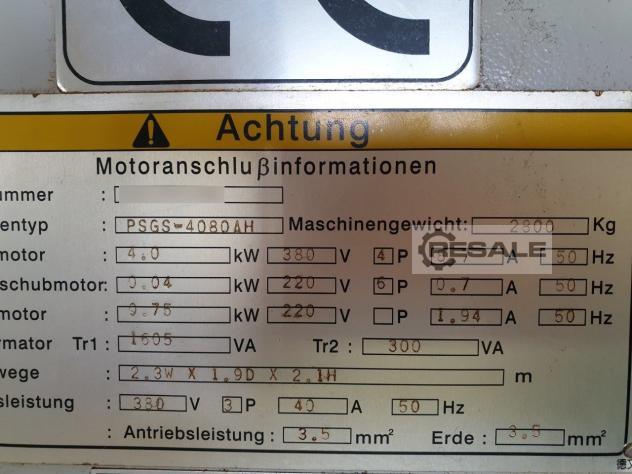 CE
Achtung
Motoranschlußinformationen
ummer :
entyp : PSGS-4080AH Maschinengewicht: 2800 Kg
motor : 4.0 kW 380 V 4 P A 50 Hz
RESALE
schubmotor: 0.04 kW 220 V 6 P 0.7 A 50 Hz
motor : 0.75 kW 220 V P 1.94 A 50 Hz
rmator Tr1 : 1605 VA Tr2 : 300 VA
wege : 2.3W X 1.9D X 2.1H m
sleistung : 380 V 3 P 40 A 50 Hz
: Antriebsleistung : 3.5 mm² Erde : 3.5 mm²